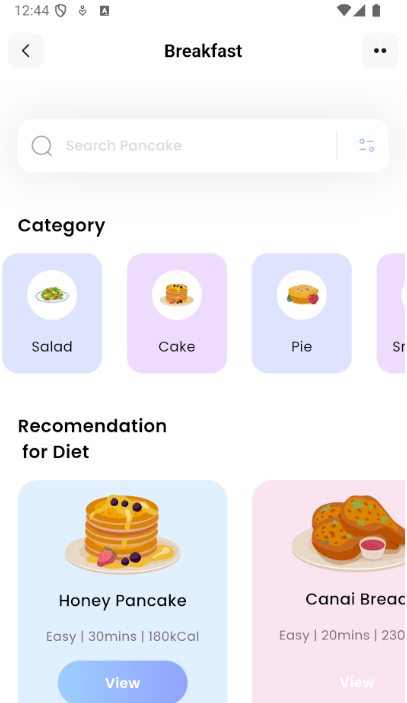 12:44
Breakfast
Search Pancake
Category
Salad
Cake
Pie
Recomendation
for Diet
Honey Pancake
Canai Bread
Easy | 30mins | 180kCal
Easy | 20mins | 230
View
View